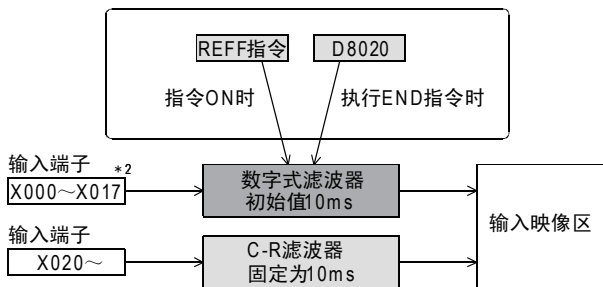 REFF指令
D8020
指令ON时
执行END指令时
输入端子 *2
X000～X017
数字式滤波器
初始值10ms
输入映像区
输入端子
X020～
C-R滤波器
固定为10ms